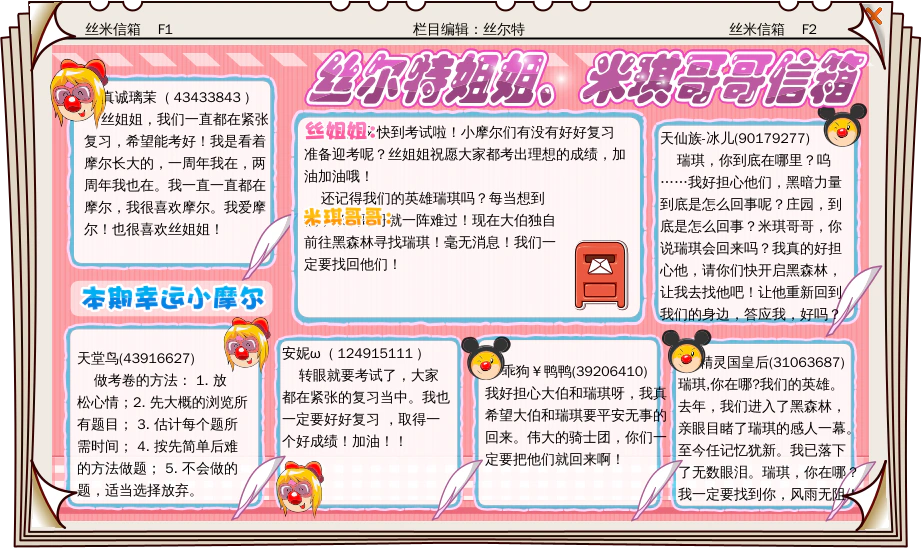 丝米信箱 F1
栏目编辑：丝尔特
丝米信箱 F2
丝尔特姐姐、米琪哥哥信箱
真诚璃茉（43433843）
丝姐姐，我们一直都在紧张
复习，希望能考好！我是看着
摩尔长大的，一周年我在，两
周年我也在。我一直一直都在
摩尔，我很喜欢摩尔。我爱摩
尔！也很喜欢丝姐姐！
本期幸运小摩尔
丝姐姐：快到考试啦！小摩尔们有没有好好复习
准备迎考呢？丝姐姐祝愿大家都考出理想的成绩，加
油加油哦！
还记得我们的英雄瑞琪吗？每当想到
米琪哥哥：就一阵难过！现在大伯独自
前往黑森林寻找瑞琪！毫无消息！我们一
定要找回他们！
天仙族-冰儿(90179277)
瑞琪，你到底在哪里？呜
……我好担心他们，黑暗力量
到底是怎么回事呢？庄园，到
底是怎么回事？米琪哥哥，你
说瑞琪会回来吗？我真的好担
心他，请你们快开启黑森林，
让我去找他吧！让他重新回到
我们的身边，答应我，好吗？
天堂鸟(43916627)
做考卷的方法： 1. 放
松心情；2. 先大概的浏览所
有题目； 3. 估计每个题所
需时间； 4. 按先简单后难
的方法做题； 5. 不会做的
题，适当选择放弃。
安妮ω（124915111）
转眼就要考试了，大家
都在紧张的复习当中。我也
一定要好好复习 ，取得一
个好成绩！加油！！
乖狗￥鸭鸭(39206410)
我好担心大伯和瑞琪呀，我真
希望大伯和瑞琪要平安无事的
回来。伟大的骑士团，你们一
定要把他们就回来啊！
精灵国皇后(31063687)
瑞琪,你在哪?我们的英雄。
去年，我们进入了黑森林，
亲眼目睹了瑞琪的感人一幕。
至今任记忆犹新。我已落下
了无数眼泪。瑞琪，你在哪？
我一定要找到你，风雨无阻